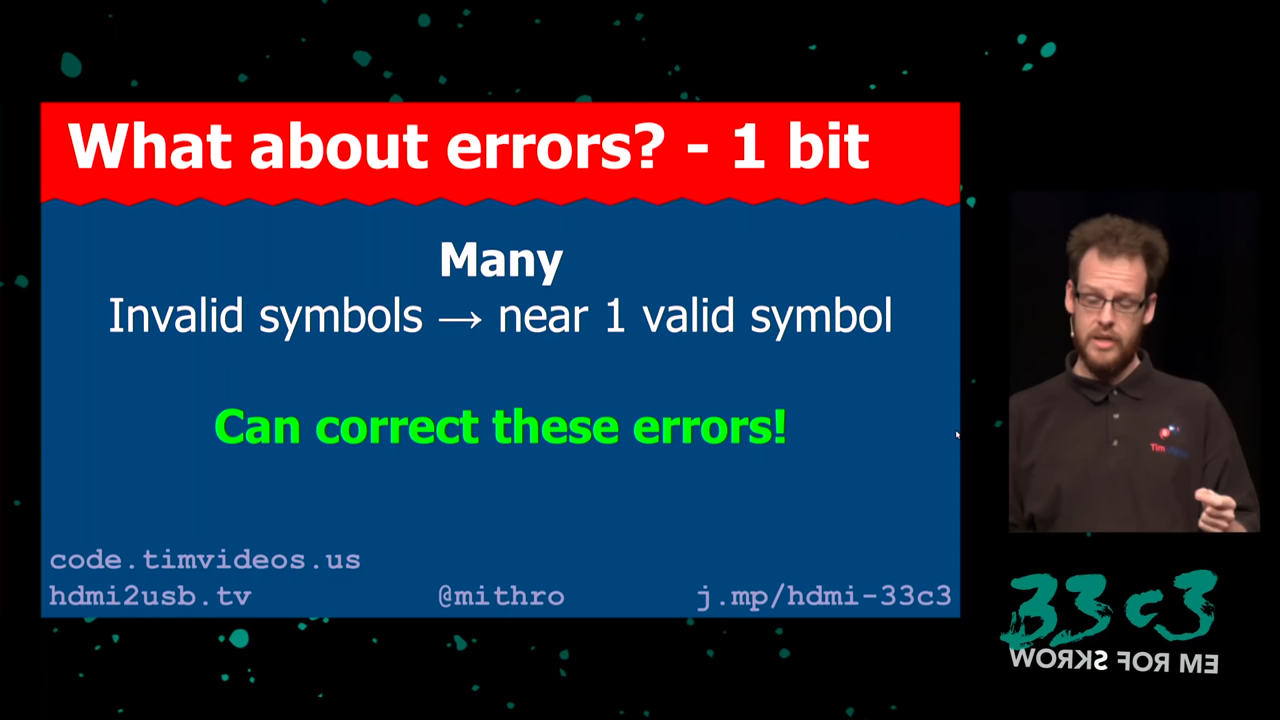 What about errors? - 1 bit
Many
Invalid symbols → near 1 valid symbol
Can correct these errors!
code.timvideos.us
hdmi2usb.tv
@mithro
j.mp/hdmi-33c3
Tim
33c3
WORKS FOR ME